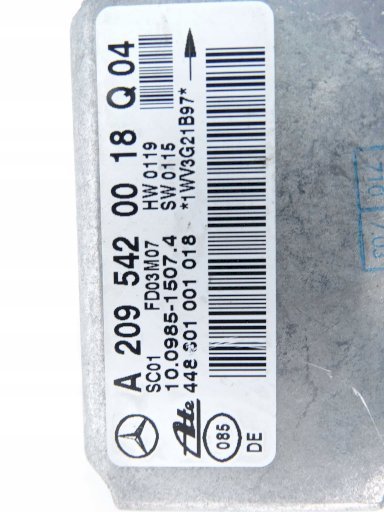 A 209 542 00 18 Q 04
SC01 FD03M07 HW 0119
10.0985-1507.4 SW 0115
448 601 001 018 *1WV3G21B97*
Ate
085
DE